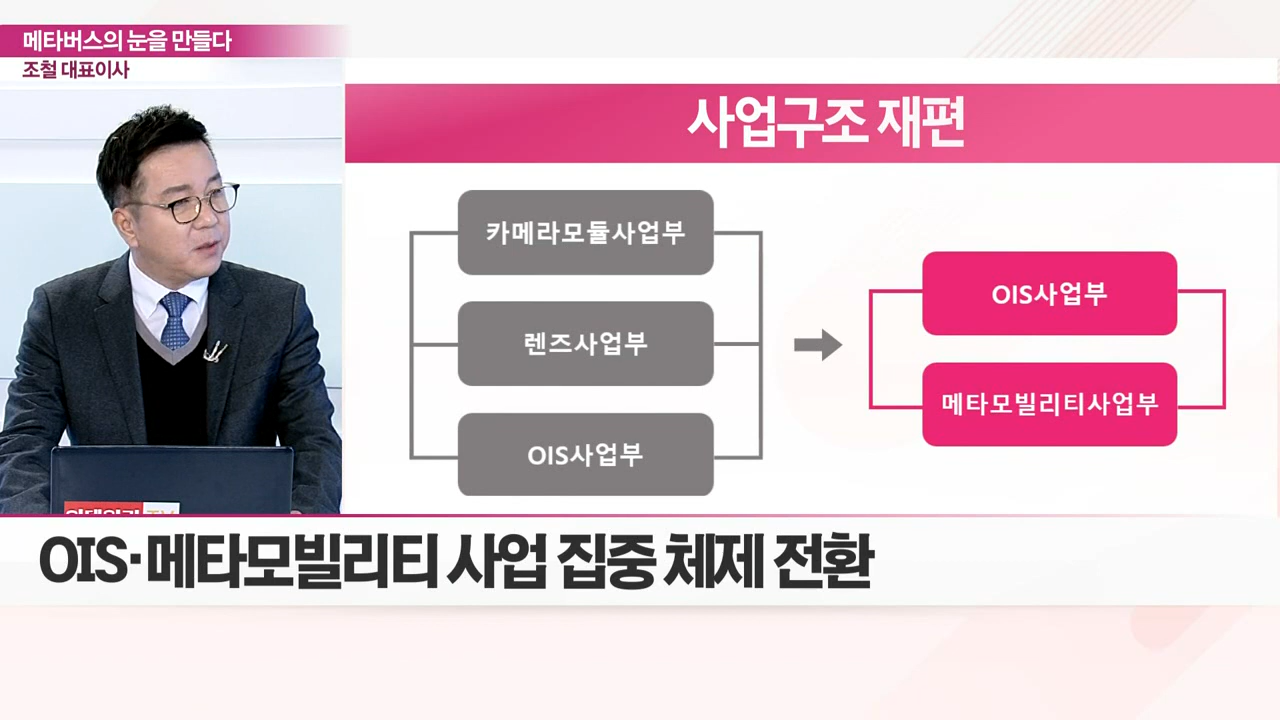 메타버스의 눈을 만들다
조철 대표이사
사업구조 재편
카메라모듈사업부
렌즈사업부
OIS사업부
OIS사업부
메타모빌리티사업부
OIS·메타모빌리티 사업 집중 체제 전환